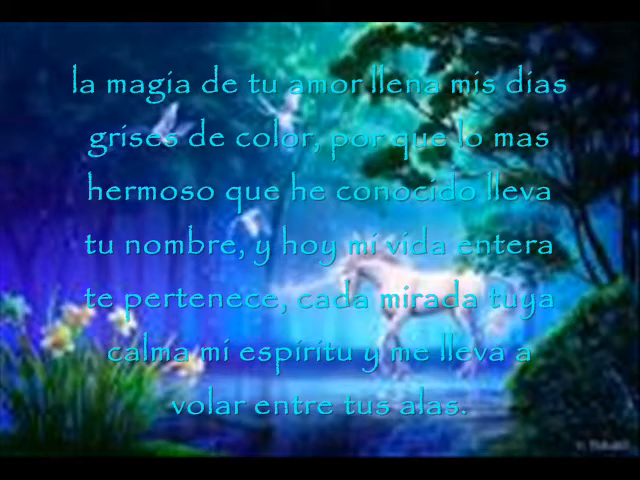 la magia de tu amor llena mis dias
grises de color, por que lo mas
hermoso que he conocido lleva
tu nombre, y hoy mi vida entera
te pertenece, cada mirada tuya
calma mi espiritu y me lleva a
volar entre tus alas.